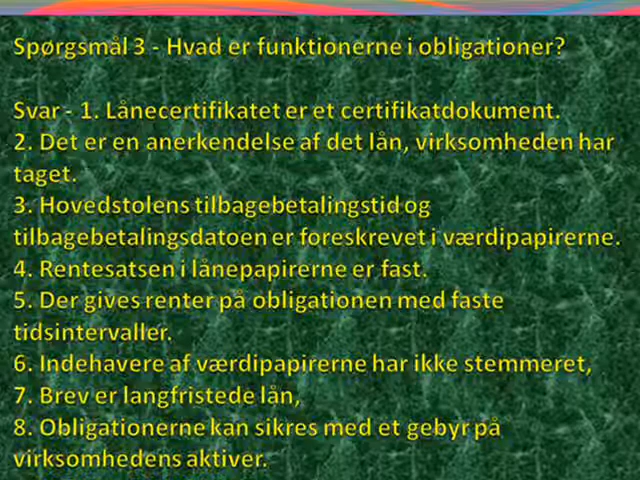 Spørgsmål 3 - Hvad er funktionerne i obligationer?
Svar - 1. Lånecertifikatet er et certifikatdokument.
2. Det er en anerkendelse af det lån, virksomheden har
taget.
3. Hovedstolens tilbagebetalingstid og
tilbagebetalingsdatoen er foreskrevet i værdipapirerne.
4. Rentesatsen i lånepapirerne er fast.
5. Der gives renter på obligationen med faste
tidsintervaller.
6. Indehavere af værdipapirerne har ikke stemmeret,
7. Brev er langfristede lån,
8. Obligationerne kan sikres med et gebyr på
virksomhedens aktiver.